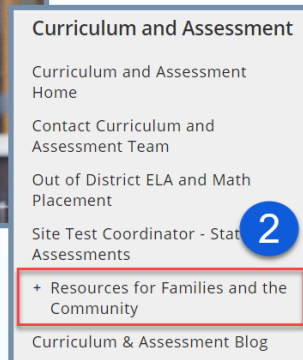 Curriculum and Assessment
Curriculum and Assessment
Home
Contact Curriculum and
Assessment Team
Out of District ELA and Math
Placement
Site Test Coordinator -
2
Assessments
+ Resources for Families and the
Community
Curriculum & Assessment Blog